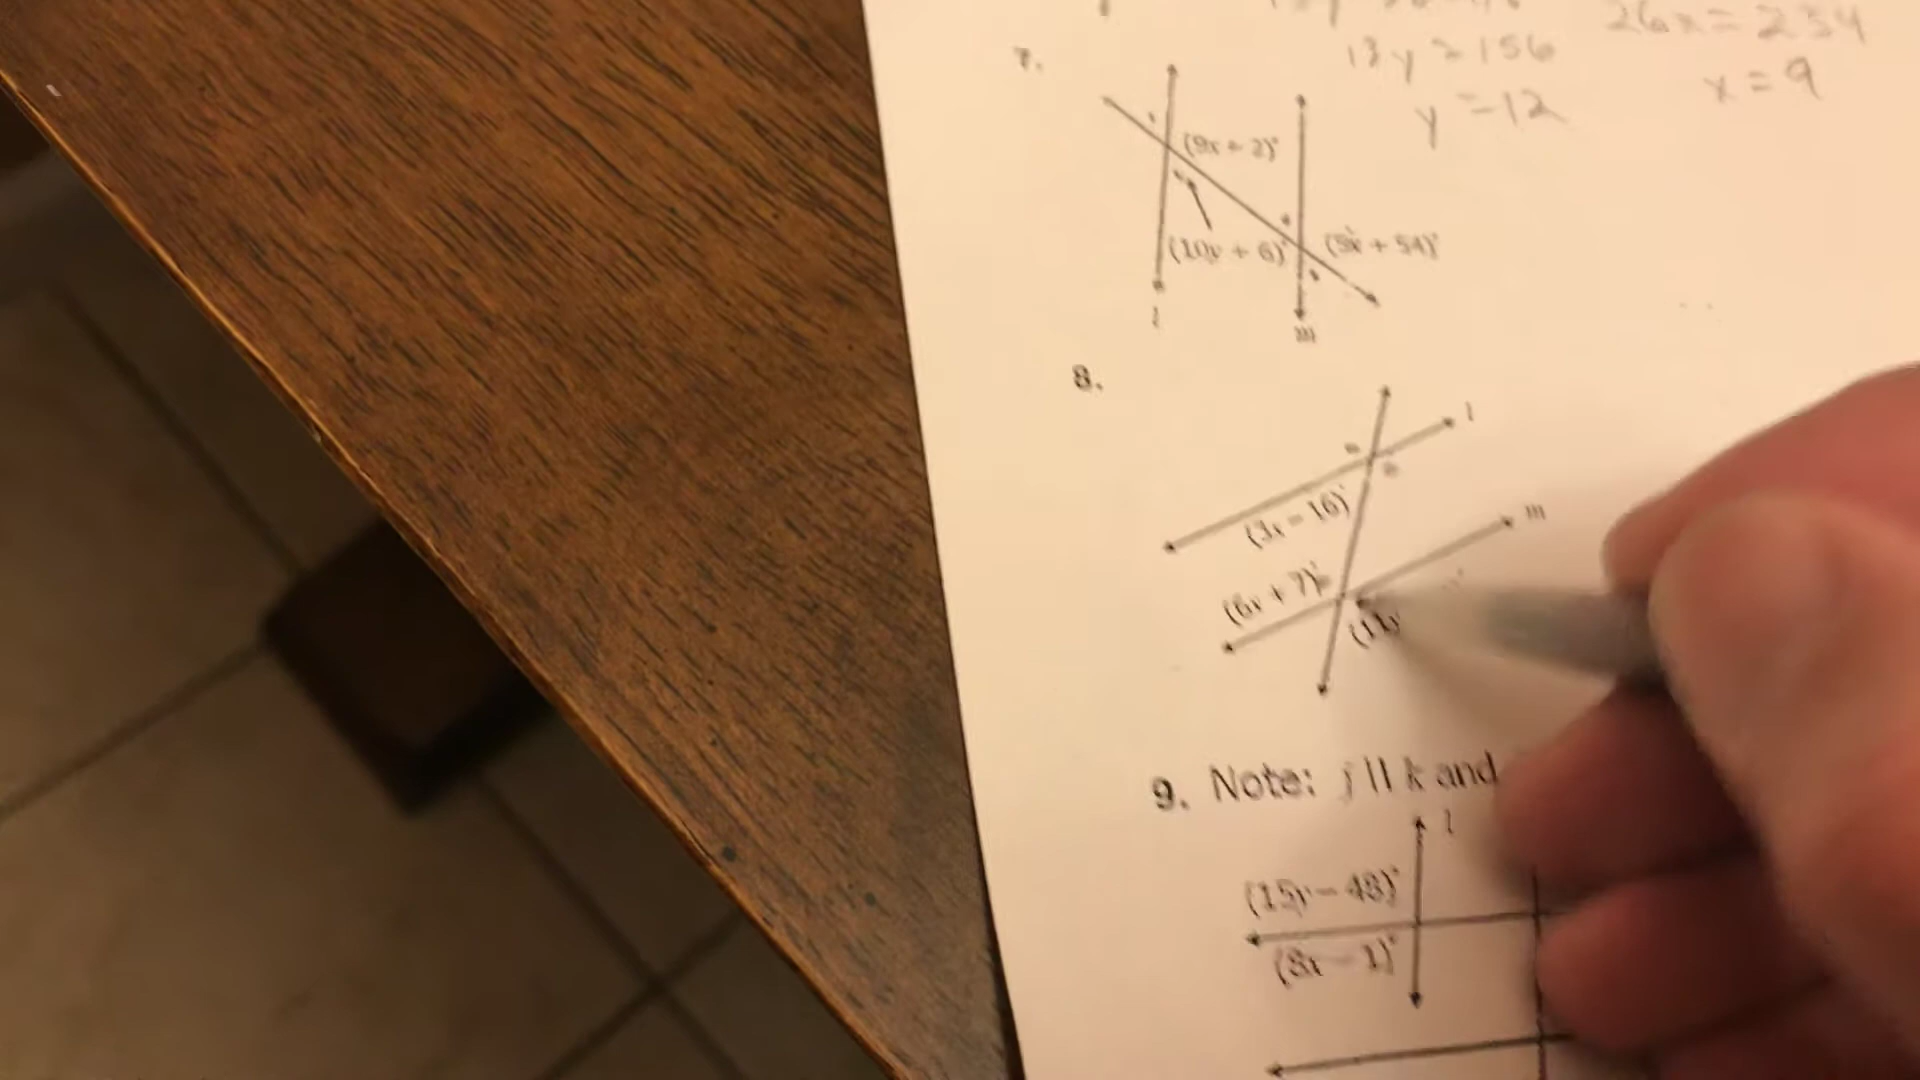 26x = 234
13y = 156
x = 9
y = 12
7.
(9x + 2)°
(10y + 6)°
(5x + 54)°
l
m
8.
l
(3x - 16)°
m
(6x + 7)°
9. Note: j || k and
l
(15y - 48)°
(8x - 1)°